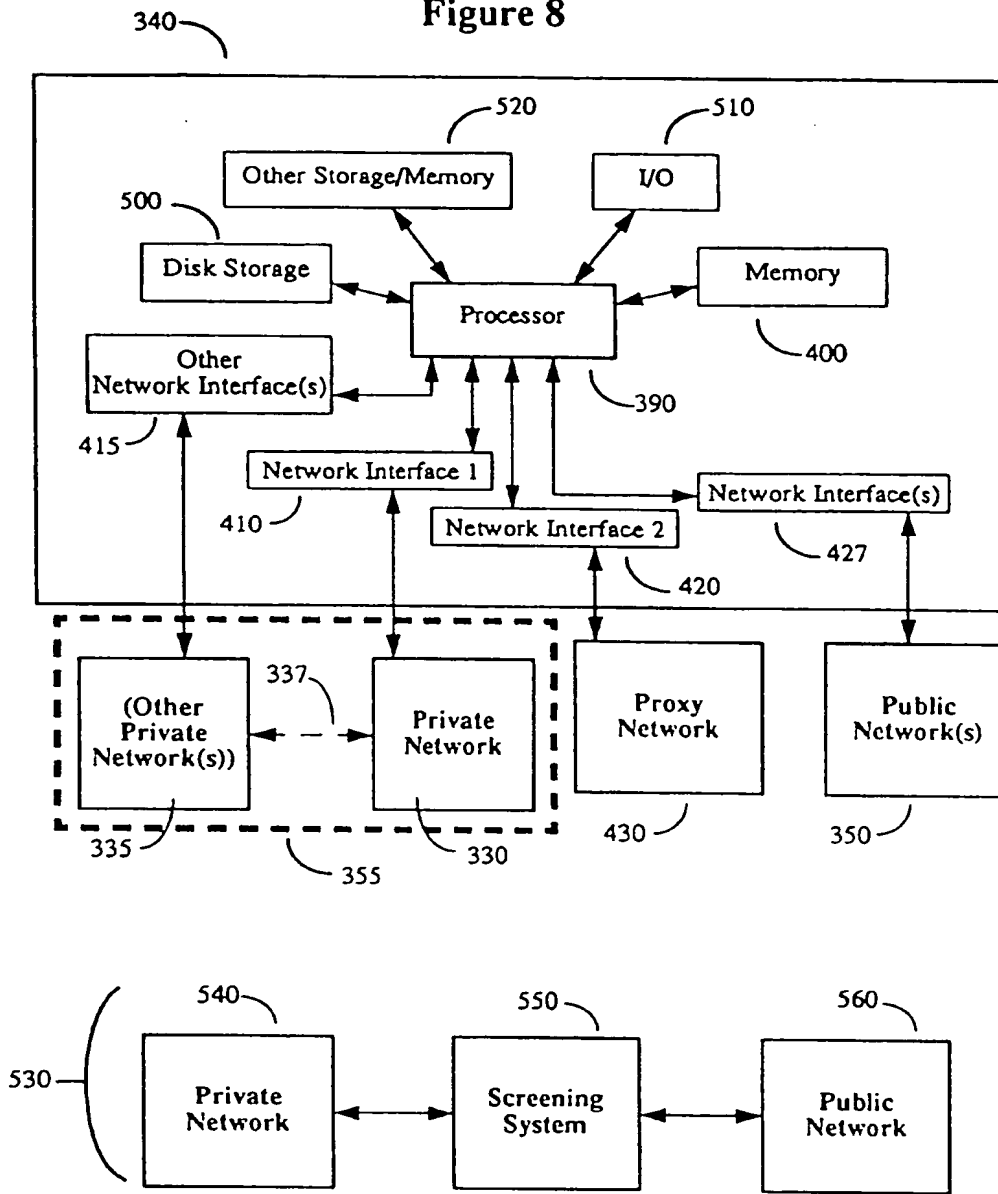 Figure 8
340
520
510
Other Storage/Memory
I/O
500
Disk Storage
Memory
Processor
400
Other
Network Interface(s)
390
415
Network Interface 1
Network Interface(s)
410
Network Interface 2
427
420
337
(Other
Private
Network(s))
Private
Network
Proxy
Network
Public
Network(s)
335
330
430
350
355
540
550
560
530
Private
Network
Screening
System
Public
Network